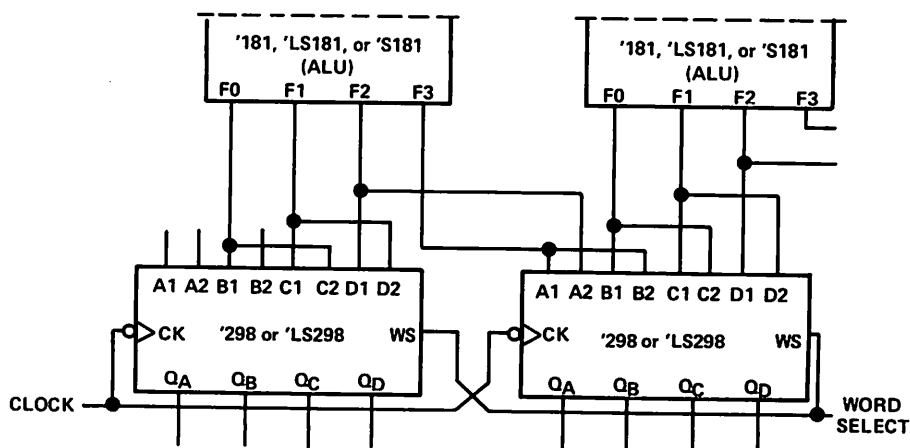 '181, 'LS181, or 'S181
(ALU)
F0 F1 F2 F3
'181, 'LS181, or 'S181
(ALU)
F0 F1 F2 F3
A1 A2 B1 B2 C1 C2 D1 D2
CK '298 or 'LS298 WS
QA QB QC QD
A1 A2 B1 B2 C1 C2 D1 D2
CK '298 or 'LS298 WS
QA QB QC QD
CLOCK
WORD
SELECT